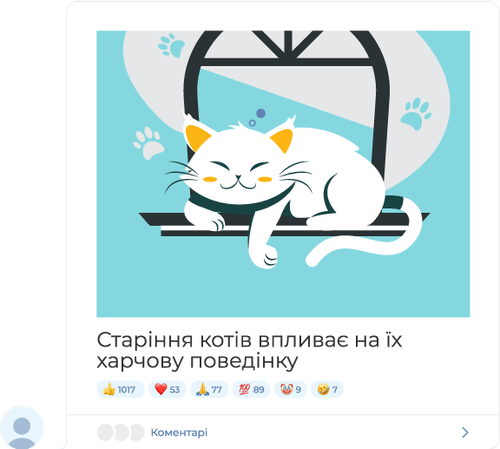 Старіння котів впливає на їх
харчову поведінку
👍 1017 ❤️ 53 🙏 77 💯 89 🤡 9 🤣 7
Коментарі